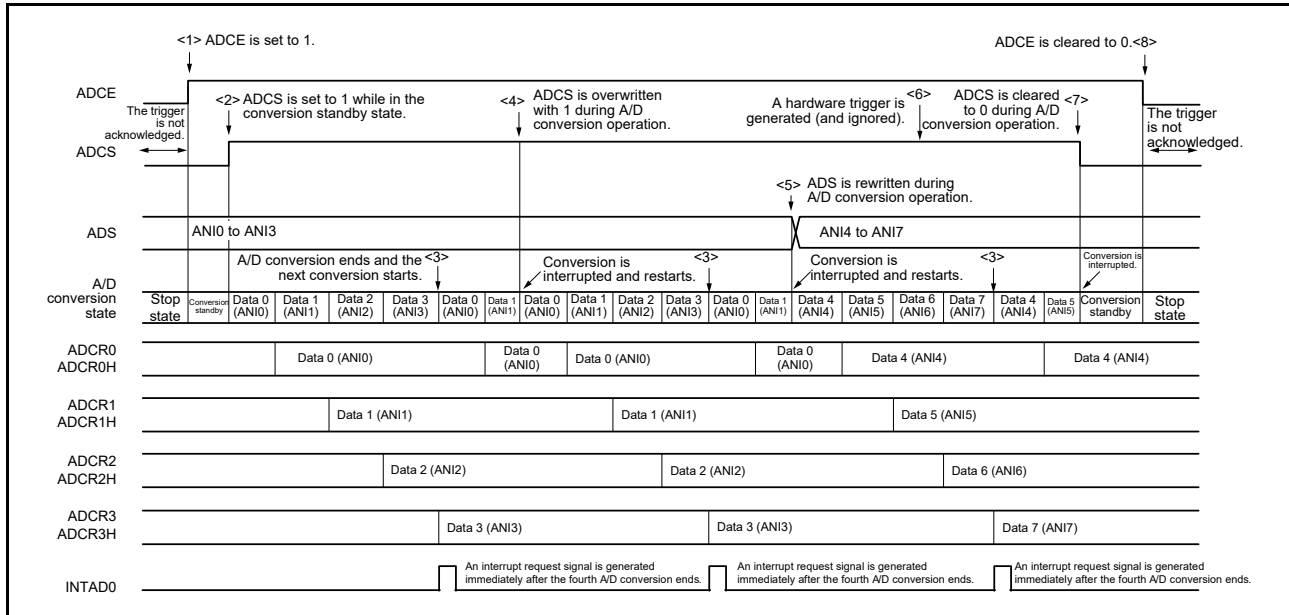 <1> ADCE is set to 1.
ADCE is cleared to 0.<8>
ADCE
The trigger
is not
acknowledged.
<2> ADCS is set to 1 while in the
conversion standby state.
<4> ADCS is overwritten
with 1 during A/D
conversion operation.
A hardware trigger is
generated (and ignored).
<6>
ADCS is cleared
to 0 during A/D
conversion operation.
<7>
The trigger
is not
acknowledged.
ADCS
<5> ADS is rewritten during
A/D conversion operation.
ADS
ANI0 to ANI3
ANI4 to ANI7
A/D conversion ends and the
next conversion starts.
<3>
Conversion is
interrupted and restarts.
<3>
Conversion is
interrupted and restarts.
<3>
Conversion is
interrupted.
A/D
conversion
state
Stop
state
Conversion
standby
Data 0
(ANI0)
Data 1
(ANI1)
Data 2
(ANI2)
Data 3
(ANI3)
Data 0
(ANI0)
Data 1
(ANI1)
Data 0
(ANI0)
Data 1
(ANI1)
Data 2
(ANI2)
Data 3
(ANI3)
Data 0
(ANI0)
Data 1
(ANI1)
Data 4
(ANI4)
Data 5
(ANI5)
Data 6
(ANI6)
Data 7
(ANI7)
Data 4
(ANI4)
Data 5
(ANI5)
Conversion
standby
Stop
state
ADCR0
ADCR0H
Data 0 (ANI0)
Data 0
(ANI0)
Data 0 (ANI0)
Data 0
(ANI0)
Data 4 (ANI4)
Data 4 (ANI4)
ADCR1
ADCR1H
Data 1 (ANI1)
Data 1 (ANI1)
Data 5 (ANI5)
ADCR2
ADCR2H
Data 2 (ANI2)
Data 2 (ANI2)
Data 6 (ANI6)
ADCR3
ADCR3H
Data 3 (ANI3)
Data 3 (ANI3)
Data 7 (ANI7)
INTAD0
An interrupt request signal is generated
immediately after the fourth A/D conversion ends.
An interrupt request signal is generated
immediately after the fourth A/D conversion ends.
An interrupt request signal is generated
immediately after the fourth A/D conversion ends.